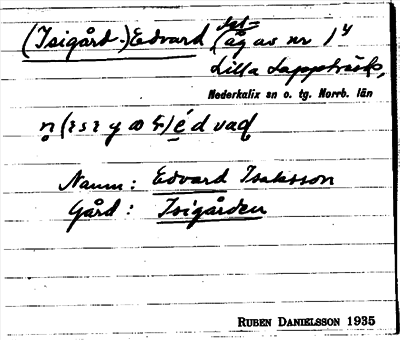 (Isigård-)Edvard (åg av nr 1⁴
Lilla Lappträsk,
Nederkalix sn o. tg. Norrb. län
Namn: Edvard Isaksson
Gård: Isigården
RUBEN DANIELSSON 1935